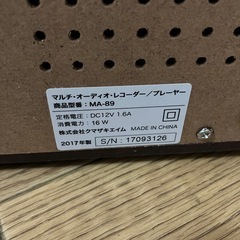 マルチ・オーディオ・レコーダー/プレーヤー
商品型番:MA-89
定格電圧:DC12V 1.6A
消費電力:16W
株式会社クマザキエイム MADE IN CHINA
2017年製 S/N:17093126